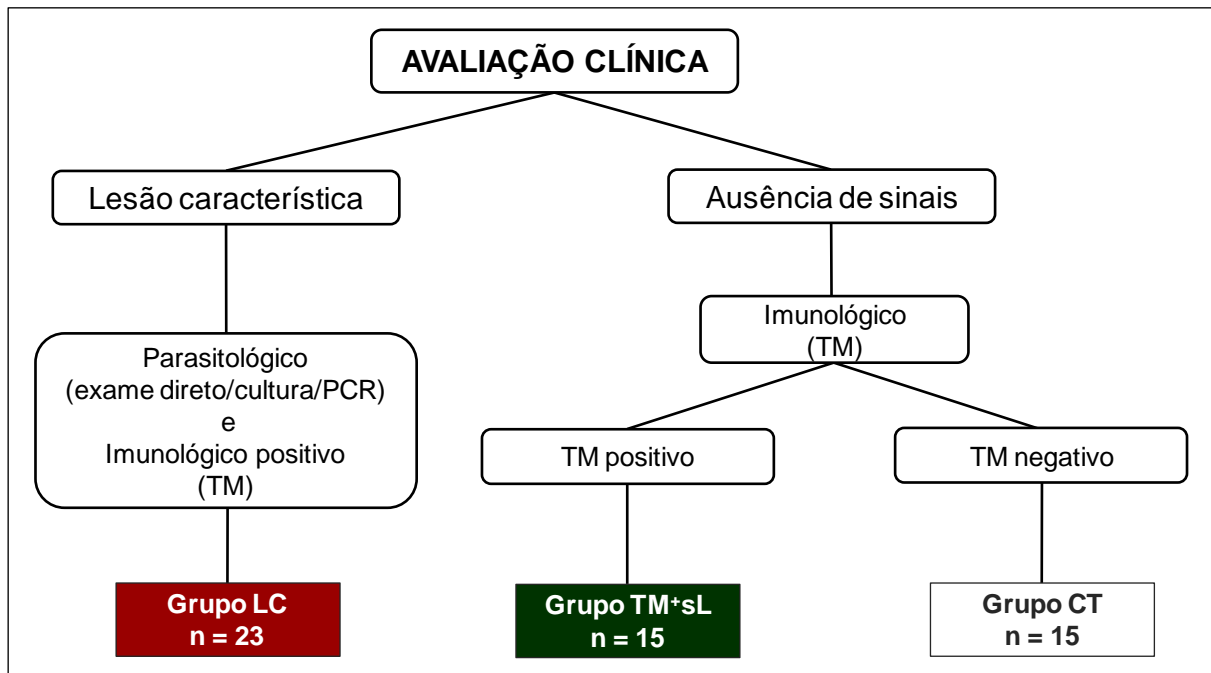 AVALIAÇÃO CLÍNICA
Lesão característica
Ausência de sinais
Parasitológico
(exame direto/cultura/PCR)
e
Imunológico positivo
(TM)
Imunológico
(TM)
TM positivo
TM negativo
Grupo LC
n = 23
Grupo TM⁺sL
n = 15
Grupo CT
n = 15